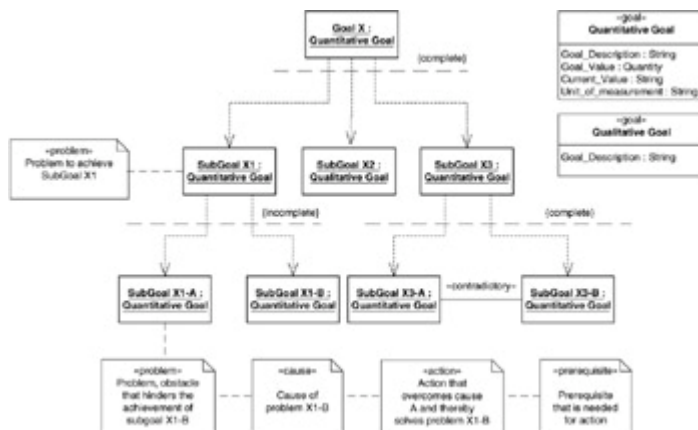 Goal X :
Quantitative Goal
{complete}
«goal»
Quantitative Goal
Goal_Description : String
Goal_Value : Quantity
Current_Value : String
Unit_of_measurement : String
«goal»
Qualitative Goal
Goal_Description : String
«problem»
Problem to achieve
SubGoal X1
SubGoal X1 :
Quantitative Goal
SubGoal X2 :
Qualitative Goal
SubGoal X3 :
Quantitative Goal
{incomplete}
{complete}
SubGoal X1-A :
Quantitative Goal
SubGoal X1-B :
Quantitative Goal
SubGoal X3-A :
Quantitative Goal
«contradictory»
SubGoal X3-B :
Quantitative Goal
«problem»
Problem, obstacle
that hinders the
achievement of
subgoal X1-B
«cause»
Cause of
problem X1-B
«action»
Action that
overcomes cause
A and thereby
solves problem X1-B
«prerequisite»
Prerequisite
that is needed
for action